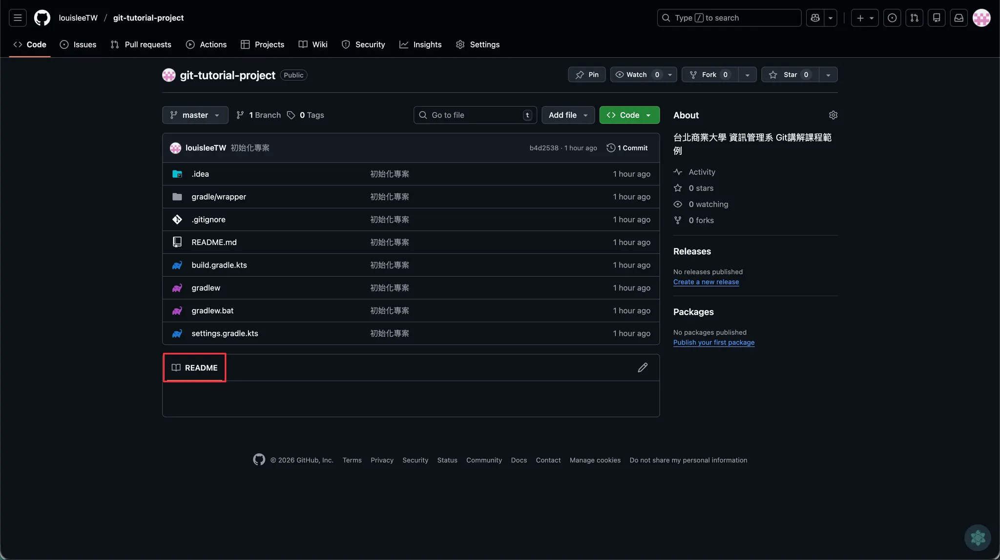 louisleeTW / git-tutorial-project
Type / to search
Code Issues Pull requests Actions Projects Wiki Security Insights Settings
git-tutorial-project Public
Pin Watch 0 Fork 0 Star 0
master 1 Branch 0 Tags Go to file t Add file Code
louisleeTW 初始化專案 b4d2538 · 1 hour ago 1 Commit
.idea 初始化專案 1 hour ago
gradle/wrapper 初始化專案 1 hour ago
.gitignore 初始化專案 1 hour ago
README.md 初始化專案 1 hour ago
build.gradle.kts 初始化專案 1 hour ago
gradlew 初始化專案 1 hour ago
gradlew.bat 初始化專案 1 hour ago
settings.gradle.kts 初始化專案 1 hour ago
README
About
台北商業大學 資訊管理系 Git講解課程範
例
Activity
0 stars
0 watching
0 forks
Releases
No releases published
Create a new release
Packages
No packages published
Publish your first package
© 2026 GitHub, Inc. Terms Privacy Security Status Community Docs Contact Manage cookies Do not share my personal information